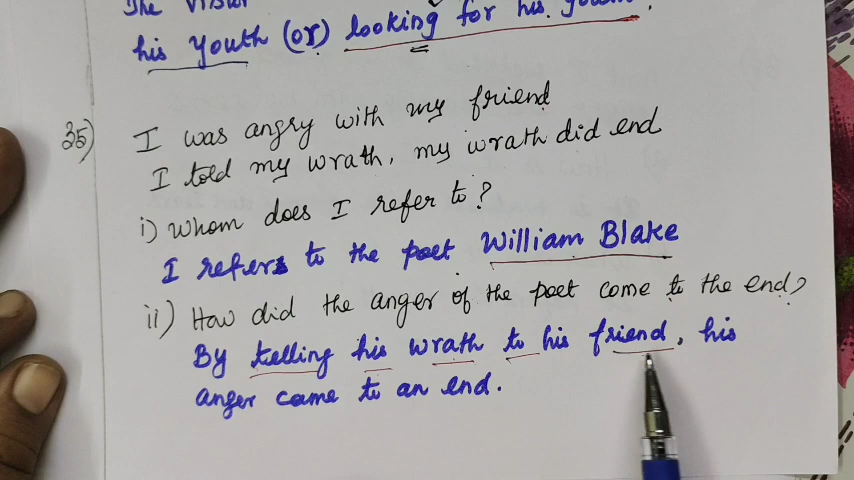 The
his youth (or) looking for his youth.
35) I was angry with my friend
I told my wrath, my wrath did end
i) Whom does I refer to?
I refers to the poet William Blake
ii) How did the anger of the poet come to the end?
By telling his wrath to his friend, his
anger came to an end.